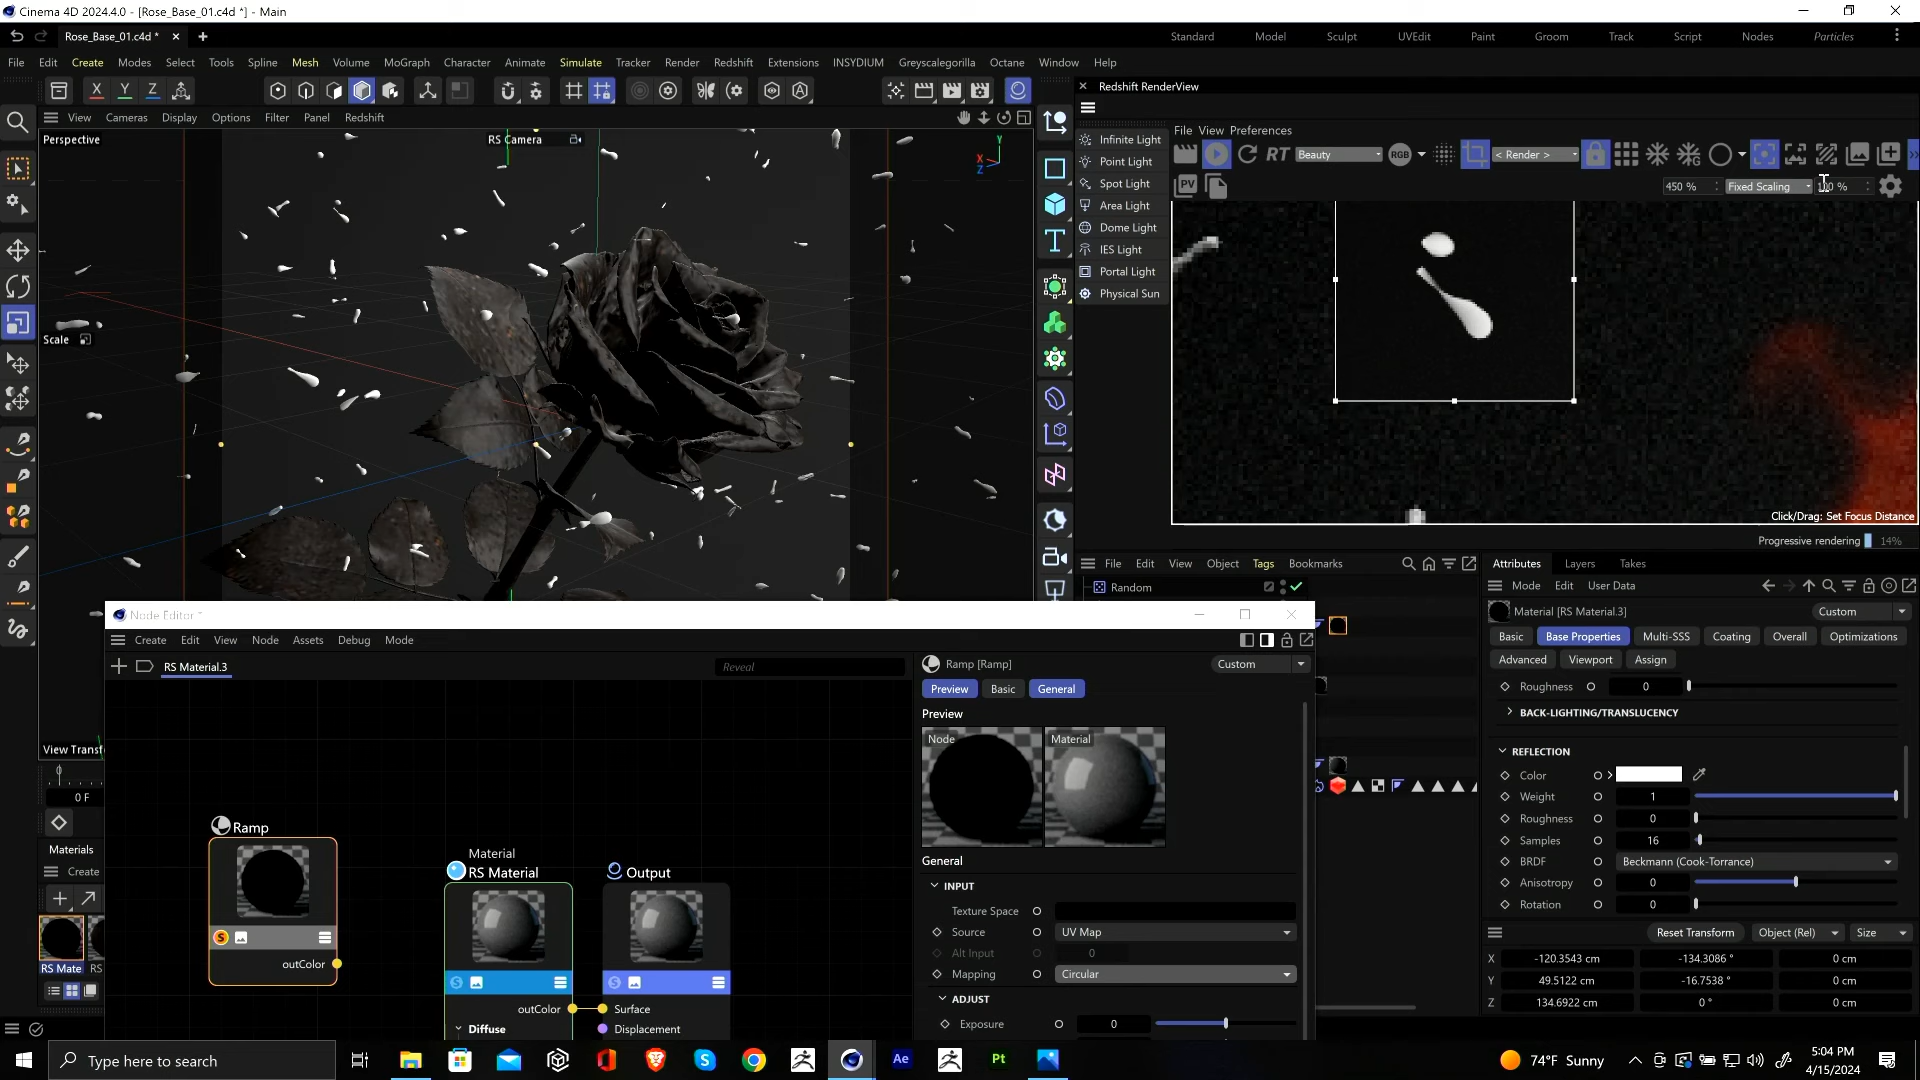 Cinema 4D 2024.4.0 - [Rose_Base_01.c4d *] - Main
Rose_Base_01.c4d *
Standard Model Sculpt UVEdit Paint Groom Track Script Nodes Particles
File Edit Create Modes Select Tools Spline Mesh Volume MoGraph Character Animate Simulate Tracker Render Redshift Extensions INSYDIUM Greyscalegorilla Octane Window Help
X Y Z
Redshift RenderView
View Cameras Display Options Filter Panel Redshift
File View Preferences
Perspective
RS Camera
Y
X
Z
Infinite Light
Point Light
Spot Light
Area Light
Dome Light
IES Light
Portal Light
Physical Sun
RT Beauty RGB < Render >
PV
450 % Fixed Scaling
Scale
Click/Drag: Set Focus Distance
Progressive rendering 14%
File Edit View Object Tags Bookmarks
Random
Attributes Layers Takes
Mode Edit User Data
Material [RS Material.3] Custom
Basic Base Properties Multi-SSS Coating Overall Optimizations
Advanced Viewport Assign
Roughness 0
BACK-LIGHTING/TRANSLUCENCY
REFLECTION
Color
Weight 1
Roughness 0
Samples 16
BRDF Beckmann (Cook-Torrance)
Anisotropy 0
Rotation 0
Reset Transform Object (Rel) Size
X -120.3543 cm -134.3086 ° 0 cm
Y 49.5122 cm -16.7538 ° 0 cm
Z 134.6922 cm 0 ° 0 cm
Node Editor *
Create Edit View Node Assets Debug Mode
RS Material.3
Reveal
Ramp [Ramp] Custom
Preview Basic General
Preview
Node Material
General
INPUT
Texture Space
Source UV Map
Alt Input 0
Mapping Circular
ADJUST
Exposure 0
Ramp
outColor
Material
RS Material
outColor
Diffuse
Output
Surface
Displacement
View Transf
0
0 F
Materials
Create
RS Mate RS
Type here to search
Ae
Pt
74°F Sunny
5:04 PM
4/15/2024